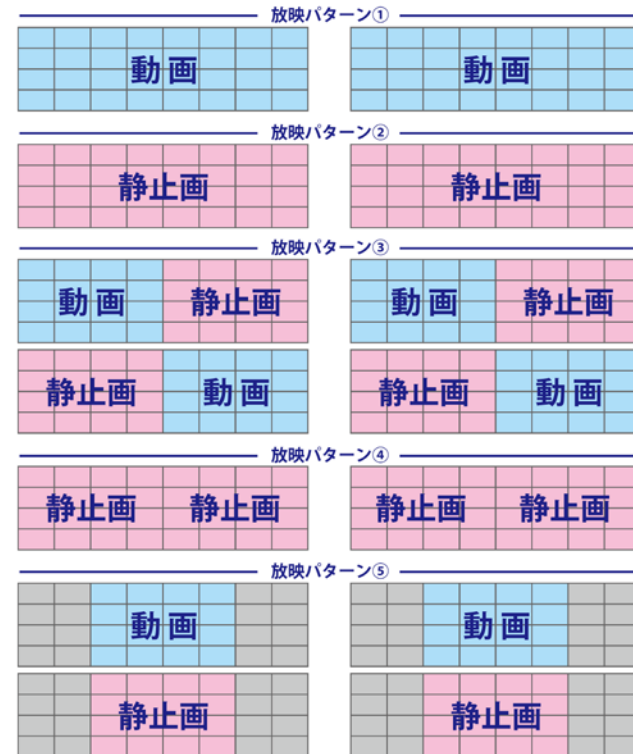 放映パターン①
動画 動画
放映パターン②
静止画 静止画
放映パターン③
動画 静止画 動画 静止画
静止画 動画 静止画 動画
放映パターン④
静止画 静止画 静止画 静止画
放映パターン⑤
動画 動画
静止画 静止画